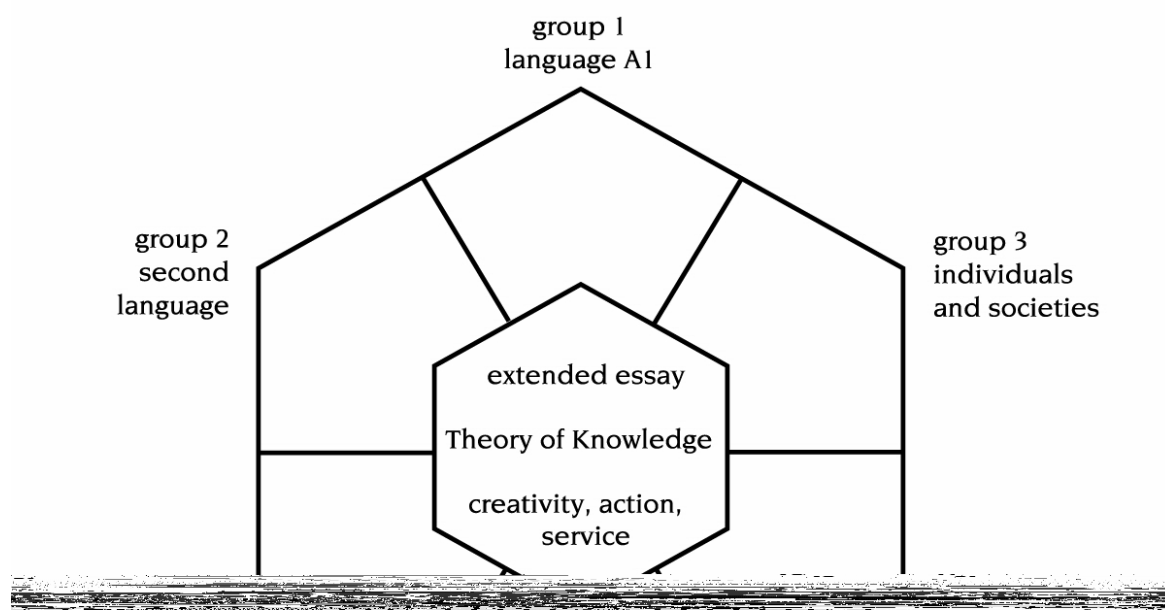 group 1
language A1
group 2
second
language
group 3
individuals
and societies
extended essay
Theory of Knowledge
creativity, action,
service